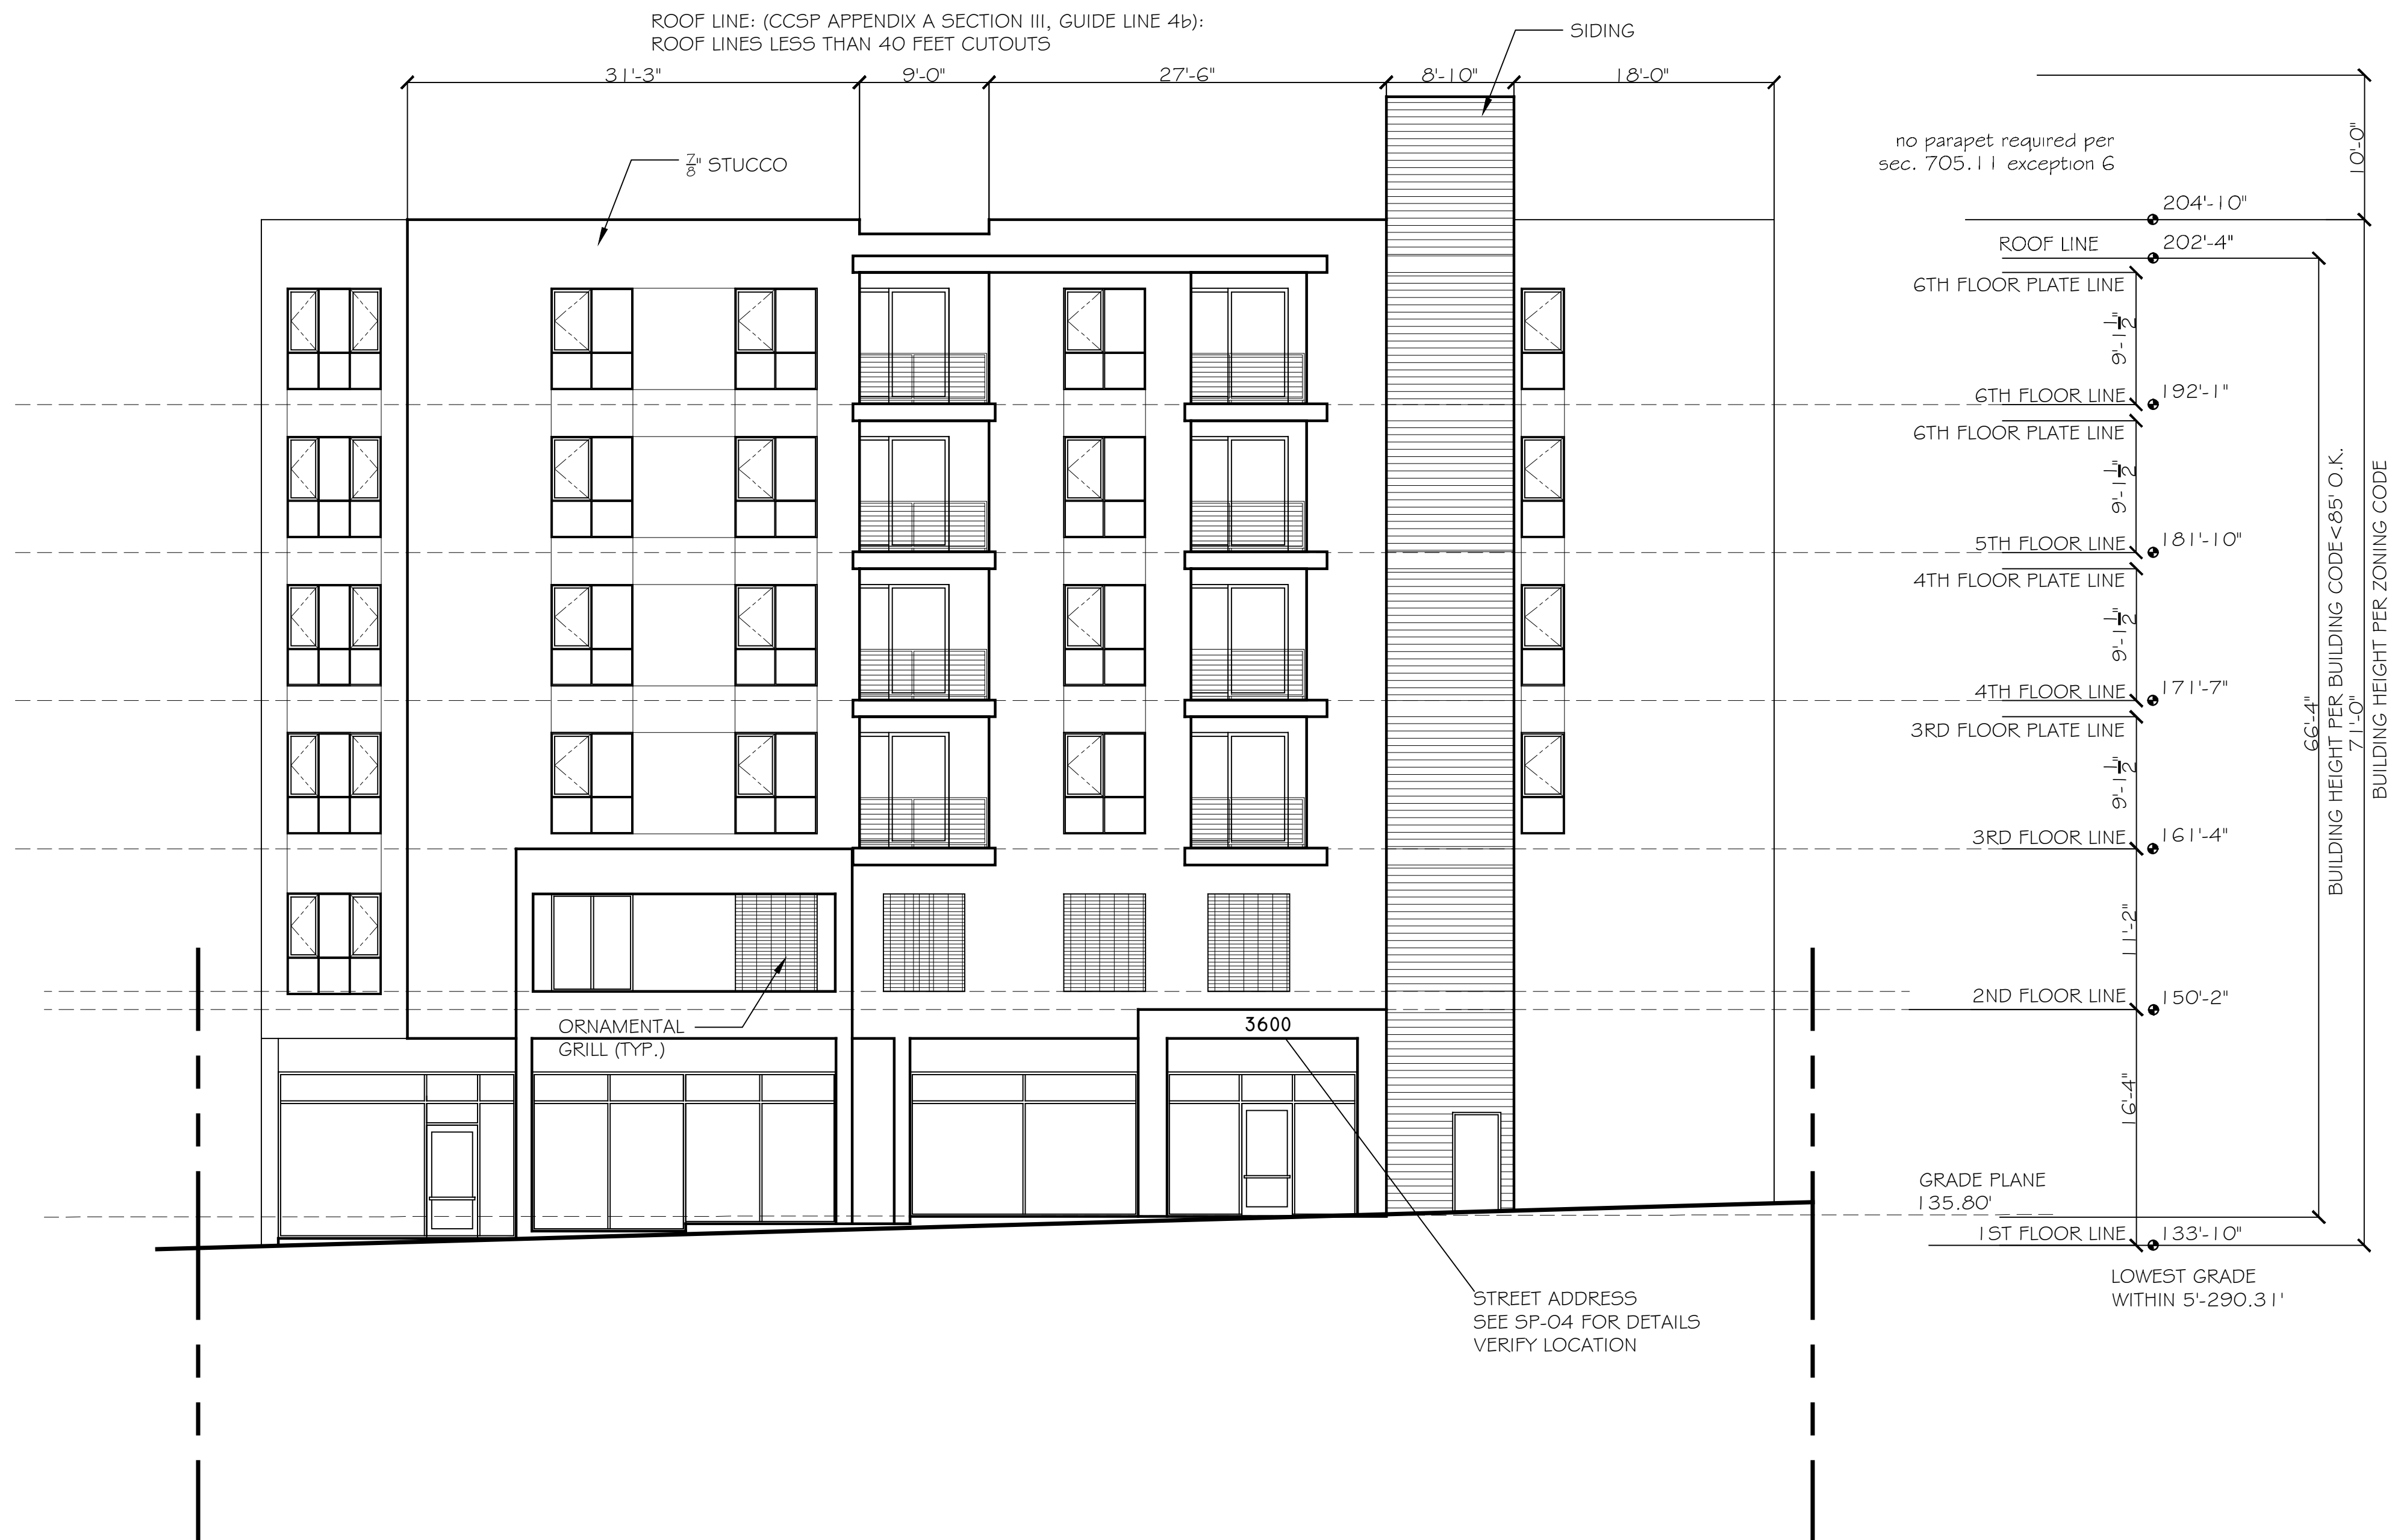 ROOF LINE: (CCSP APPENDIX A SECTION III, GUIDE LINE 4b):
ROOF LINES LESS THAN 40 FEET CUTOUTS
SIDING
31'-3"
9'-0"
27'-6"
8'-10"
18'-0"
7/8" STUCCO
no parapet required per
sec. 705.11 exception 6
10'-0"
204'-10"
ROOF LINE
202'-4"
6TH FLOOR PLATE LINE
9'-1 1/2"
6TH FLOOR LINE
192'-1"
6TH FLOOR PLATE LINE
9'-1 1/2"
5TH FLOOR LINE
181'-10"
4TH FLOOR PLATE LINE
9'-1 1/2"
4TH FLOOR LINE
171'-7"
3RD FLOOR PLATE LINE
9'-1 1/2"
3RD FLOOR LINE
161'-4"
11'-2"
2ND FLOOR LINE
150'-2"
16'-4"
66'-4"
BUILDING HEIGHT PER BUILDING CODE<85' O.K.
71'-0"
BUILDING HEIGHT PER ZONING CODE
ORNAMENTAL
GRILL (TYP.)
3600
GRADE PLANE
135.80'
1ST FLOOR LINE
133'-10"
LOWEST GRADE
WITHIN 5'-290.31'
STREET ADDRESS
SEE SP-04 FOR DETAILS
VERIFY LOCATION